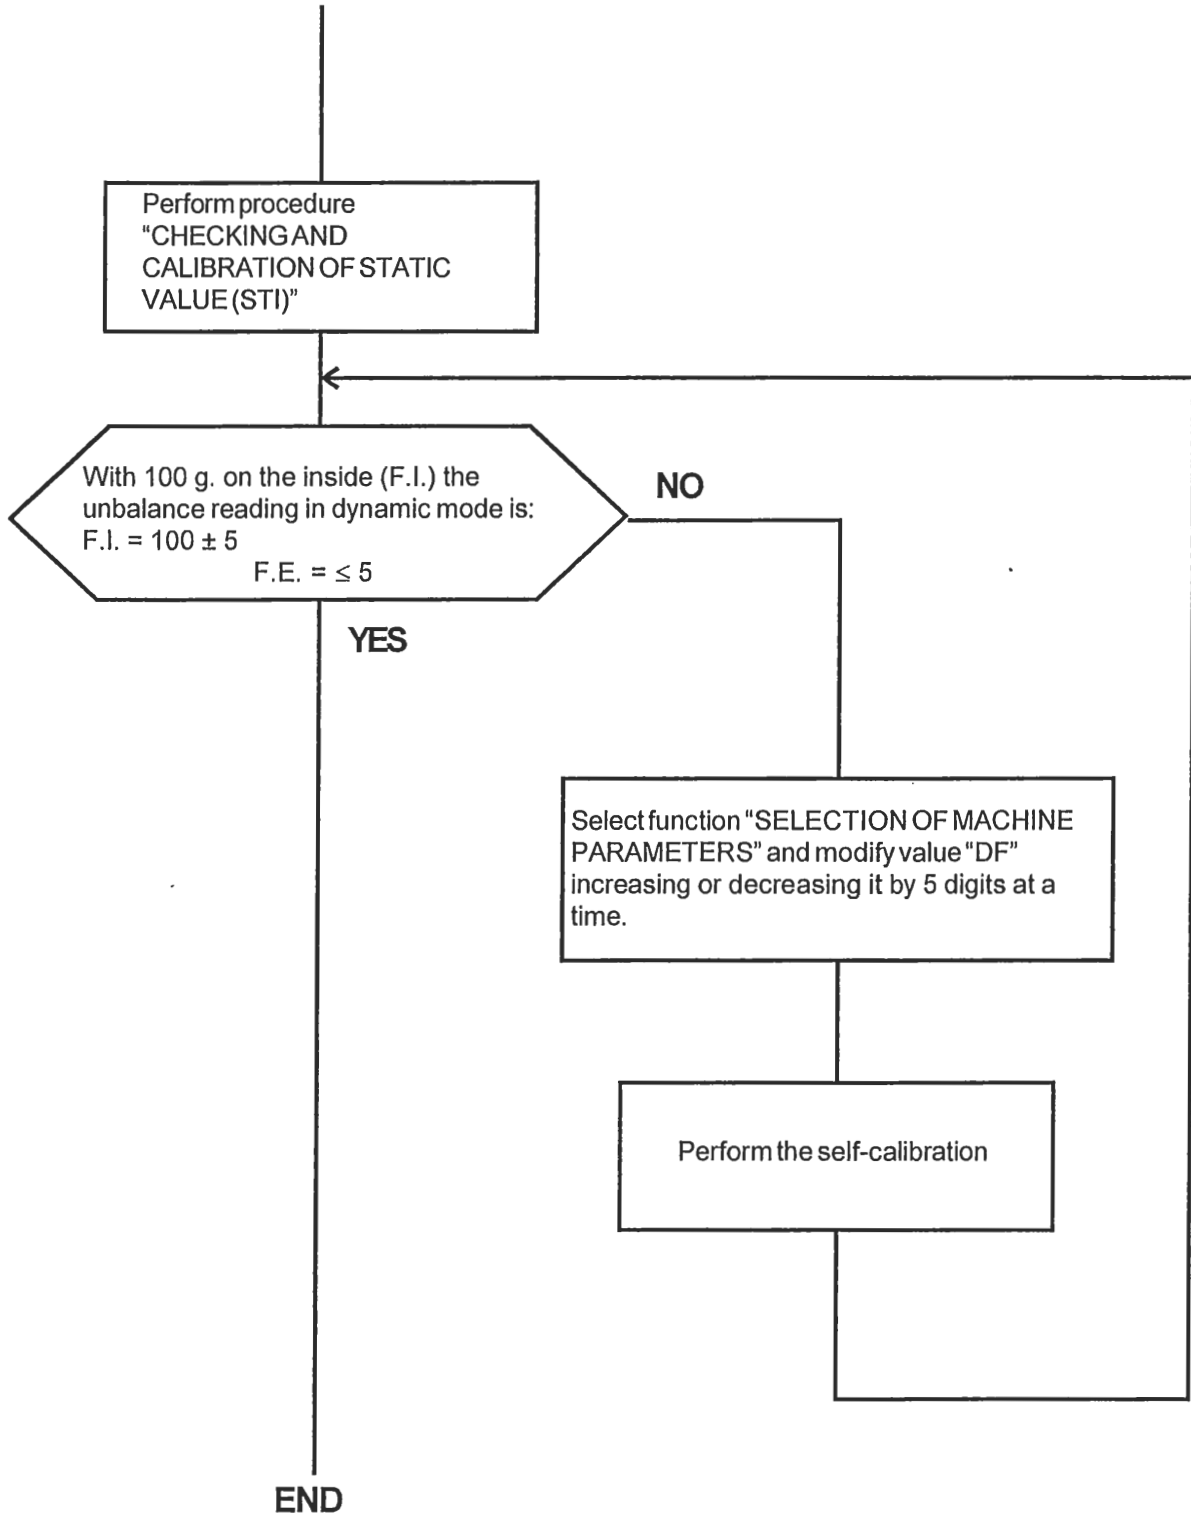 Perform procedure
“CHECKING AND
CALIBRATION OF STATIC
VALUE (STI)”
With 100 g. on the inside (F.I.) the
unbalance reading in dynamic mode is:
F.I. = 100 ± 5
F.E. = ≤ 5
NO
YES
Select function “SELECTION OF MACHINE
PARAMETERS” and modify value “DF”
increasing or decreasing it by 5 digits at a
time.
Perform the self-calibration
END